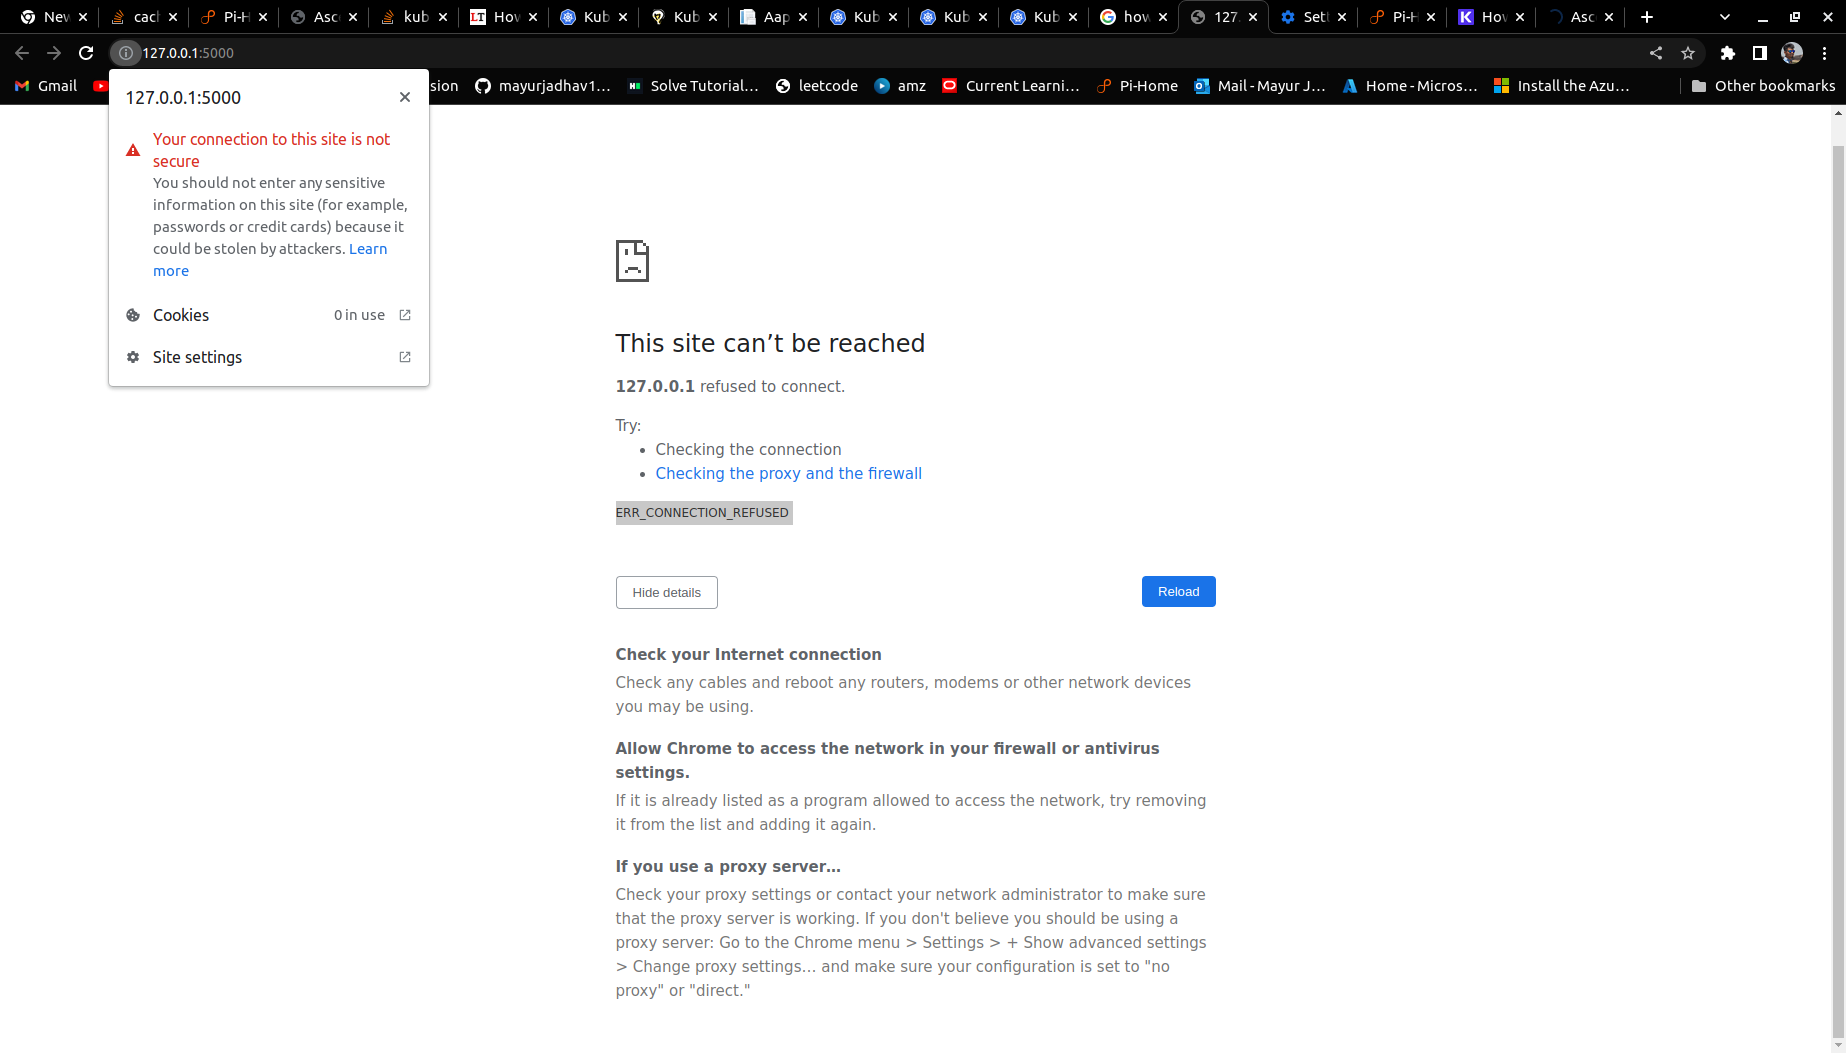 New
cach
Pi-H
Asc
kub
LT
How
Kub
Kub
Aap
Kub
Kub
Kub
how
127.
Set
Pi-H
K
How
Asc
127.0.0.1:5000
Gmail
sion
mayurjadhav1…
Solve Tutorial…
leetcode
amz
Current Learni…
Pi-Home
Mail - Mayur J…
Home - Micros…
Install the Azu…
Other bookmarks
127.0.0.1:5000
Your connection to this site is not
secure
You should not enter any sensitive
information on this site (for example,
passwords or credit cards) because it
could be stolen by attackers. Learn
more
Cookies
0 in use
Site settings
This site can’t be reached
127.0.0.1 refused to connect.
Try:
• Checking the connection
• Checking the proxy and the firewall
ERR_CONNECTION_REFUSED
Hide details
Reload
Check your Internet connection
Check any cables and reboot any routers, modems or other network devices
you may be using.
Allow Chrome to access the network in your firewall or antivirus
settings.
If it is already listed as a program allowed to access the network, try removing
it from the list and adding it again.
If you use a proxy server…
Check your proxy settings or contact your network administrator to make sure
that the proxy server is working. If you don't believe you should be using a
proxy server: Go to the Chrome menu > Settings > + Show advanced settings
> Change proxy settings… and make sure your configuration is set to "no
proxy" or "direct."